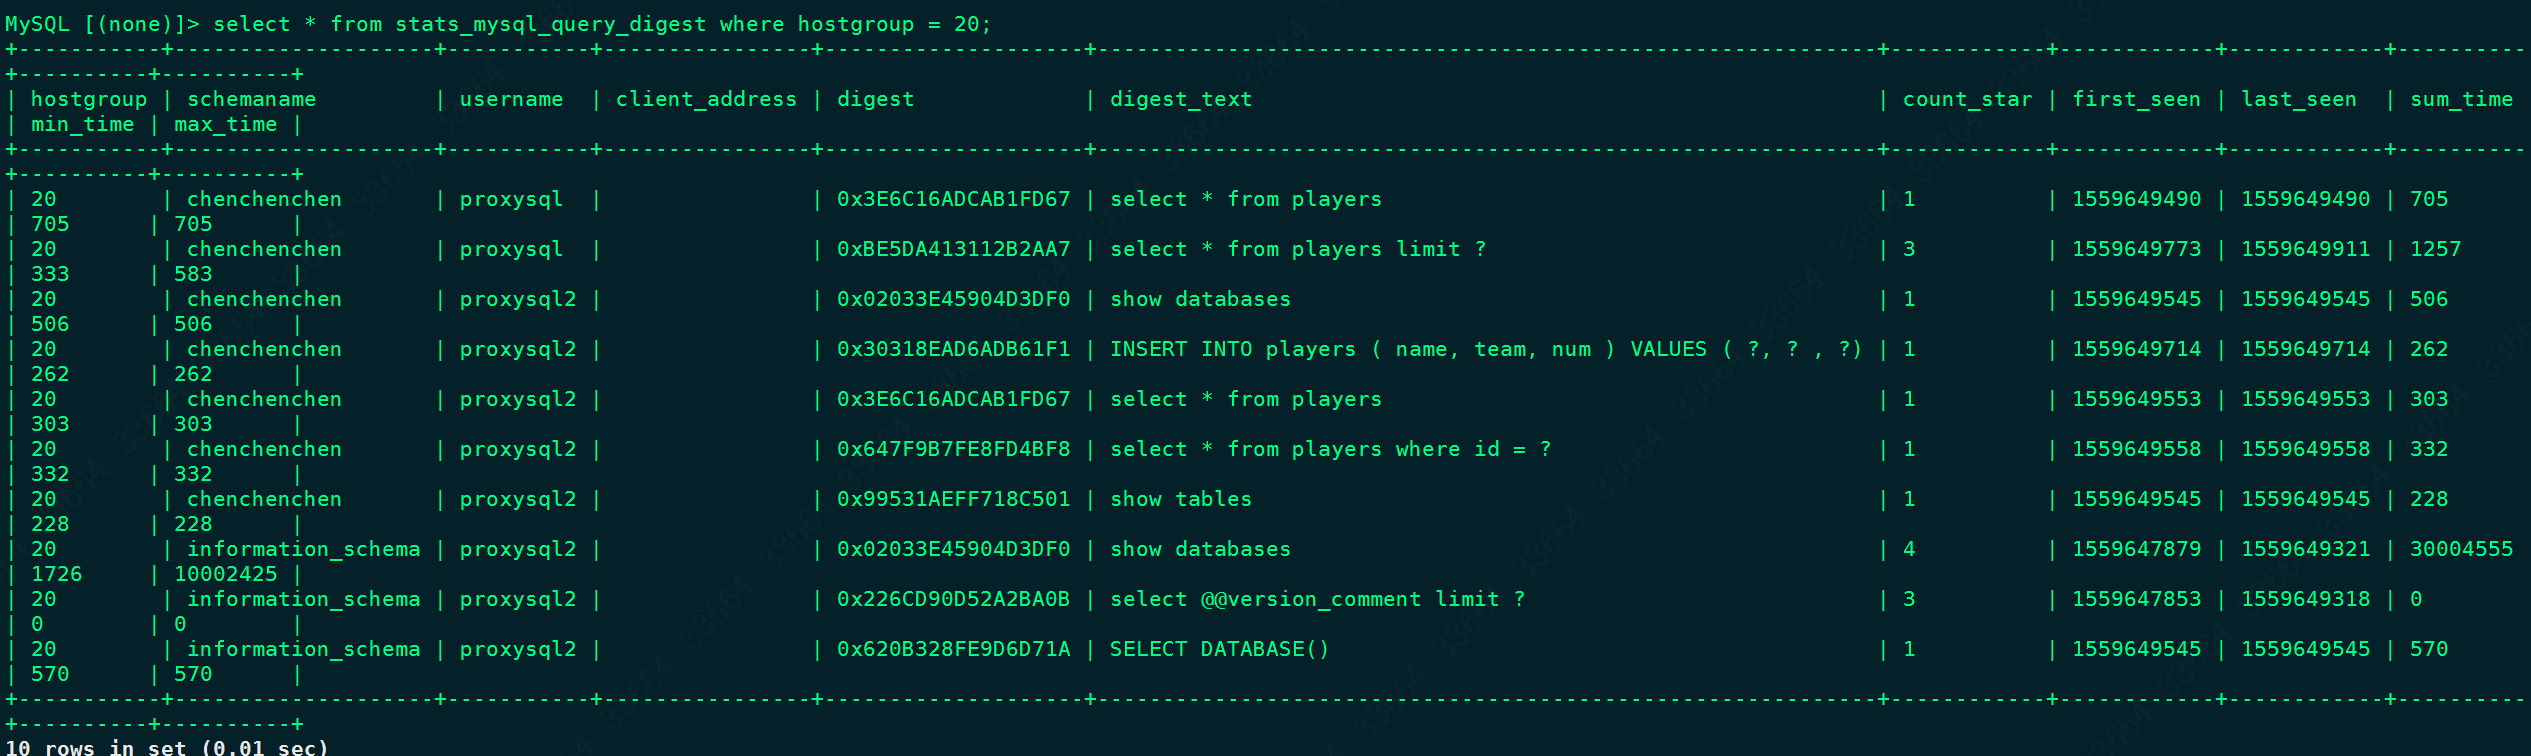 MySQL [(none)]> select * from stats_mysql_query_digest where hostgroup = 20;
+-----------+--------------------+-----------+----------------+--------------------+------------------------------------------------------------+------------+------------+------------+----------
+----------+----------+
| hostgroup | schemaname         | username  | client_address | digest             | digest_text                                                | count_star | first_seen | last_seen  | sum_time
| min_time | max_time |
+-----------+--------------------+-----------+----------------+--------------------+------------------------------------------------------------+------------+------------+------------+----------
+----------+----------+
| 20        | chenchenchen       | proxysql  |                | 0x3E6C16ADCAB1FD67 | select * from players                                      | 1          | 1559649490 | 1559649490 | 705
| 705      | 705      |
| 20        | chenchenchen       | proxysql  |                | 0xBE5DA413112B2AA7 | select * from players limit ?                              | 3          | 1559649773 | 1559649911 | 1257
| 333      | 583      |
| 20        | chenchenchen       | proxysql2 |                | 0x02033E45904D3DF0 | show databases                                             | 1          | 1559649545 | 1559649545 | 506
| 506      | 506      |
| 20        | chenchenchen       | proxysql2 |                | 0x30318EAD6ADB61F1 | INSERT INTO players ( name, team, num ) VALUES ( ?, ? , ?) | 1          | 1559649714 | 1559649714 | 262
| 262      | 262      |
| 20        | chenchenchen       | proxysql2 |                | 0x3E6C16ADCAB1FD67 | select * from players                                      | 1          | 1559649553 | 1559649553 | 303
| 303      | 303      |
| 20        | chenchenchen       | proxysql2 |                | 0x647F9B7FE8FD4BF8 | select * from players where id = ?                         | 1          | 1559649558 | 1559649558 | 332
| 332      | 332      |
| 20        | chenchenchen       | proxysql2 |                | 0x99531AEFF718C501 | show tables                                                | 1          | 1559649545 | 1559649545 | 228
| 228      | 228      |
| 20        | information_schema | proxysql2 |                | 0x02033E45904D3DF0 | show databases                                             | 4          | 1559647879 | 1559649321 | 30004555
| 1726     | 10002425 |
| 20        | information_schema | proxysql2 |                | 0x226CD90D52A2BA0B | select @@version_comment limit ?                           | 3          | 1559647853 | 1559649318 | 0
| 0        | 0        |
| 20        | information_schema | proxysql2 |                | 0x620B328FE9D6D71A | SELECT DATABASE()                                          | 1          | 1559649545 | 1559649545 | 570
| 570      | 570      |
+-----------+--------------------+-----------+----------------+--------------------+------------------------------------------------------------+------------+------------+------------+----------
+----------+----------+
10 rows in set (0.01 sec)